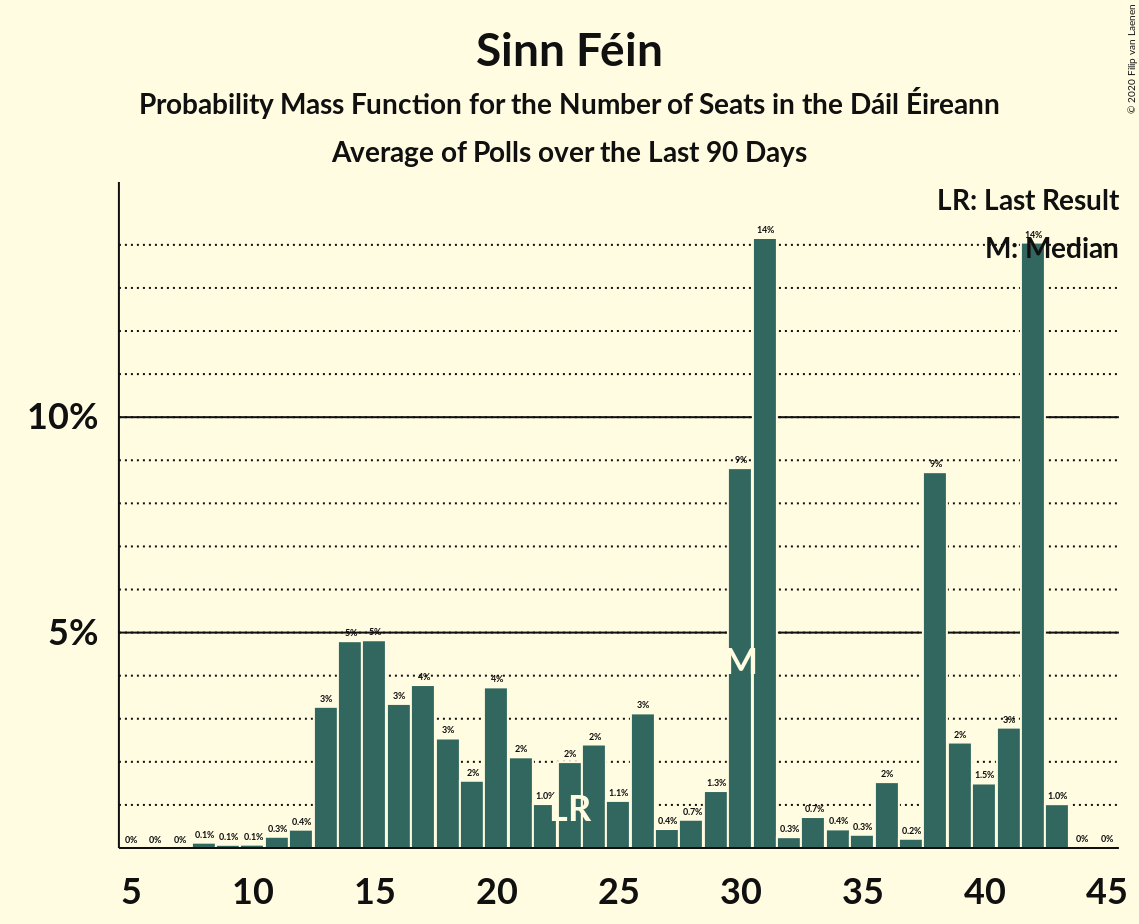 Sinn Féin
Probability Mass Function for the Number of Seats in the Dáil Éireann
Average of Polls over the Last 90 Days
© 2020 Filip van Laenen
LR: Last Result
M: Median
10%
5%
0% 0% 0% 0.1% 0.1% 0.1% 0.3% 0.4% 3% 5% 5% 3% 4% 3% 2% 4% 2% 1.0% 2% 2% 1.1% 3% 0.4% 0.7% 1.3% 9% 14% 0.3% 0.7% 0.4% 0.3% 2% 0.2% 9% 2% 1.5% 3% 14% 1.0% 0% 0%
M
LR
5 10 15 20 25 30 35 40 45